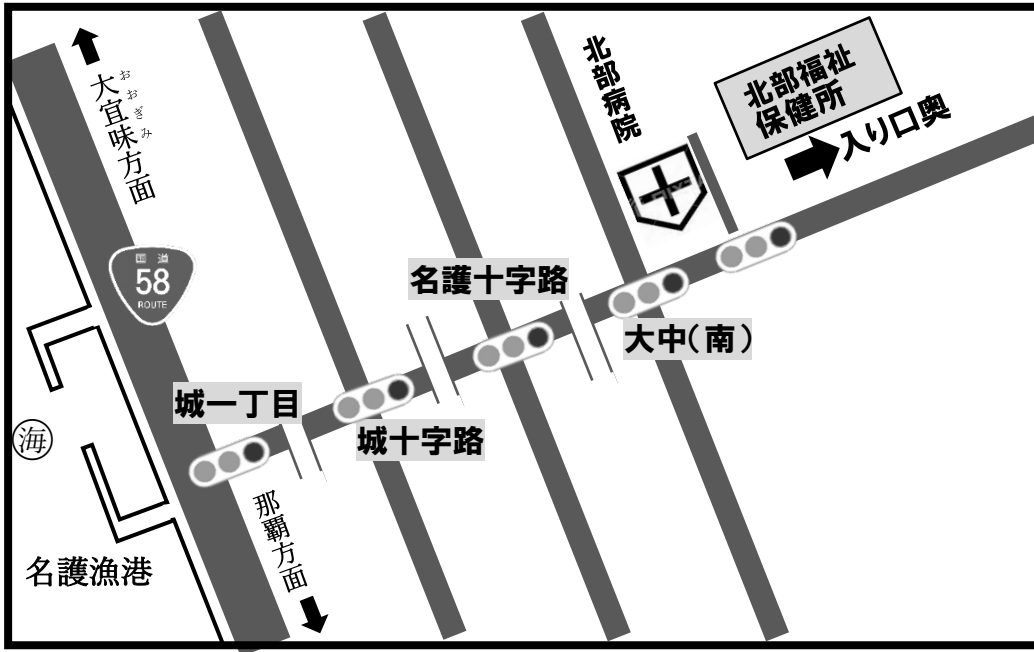 大宜味方面
おおぎみ
国道
58
ROUTE
北部病院
北部福祉
保健所
入り口奥
名護十字路
大中(南)
城一丁目
城十字路
那覇方面
海
名護漁港